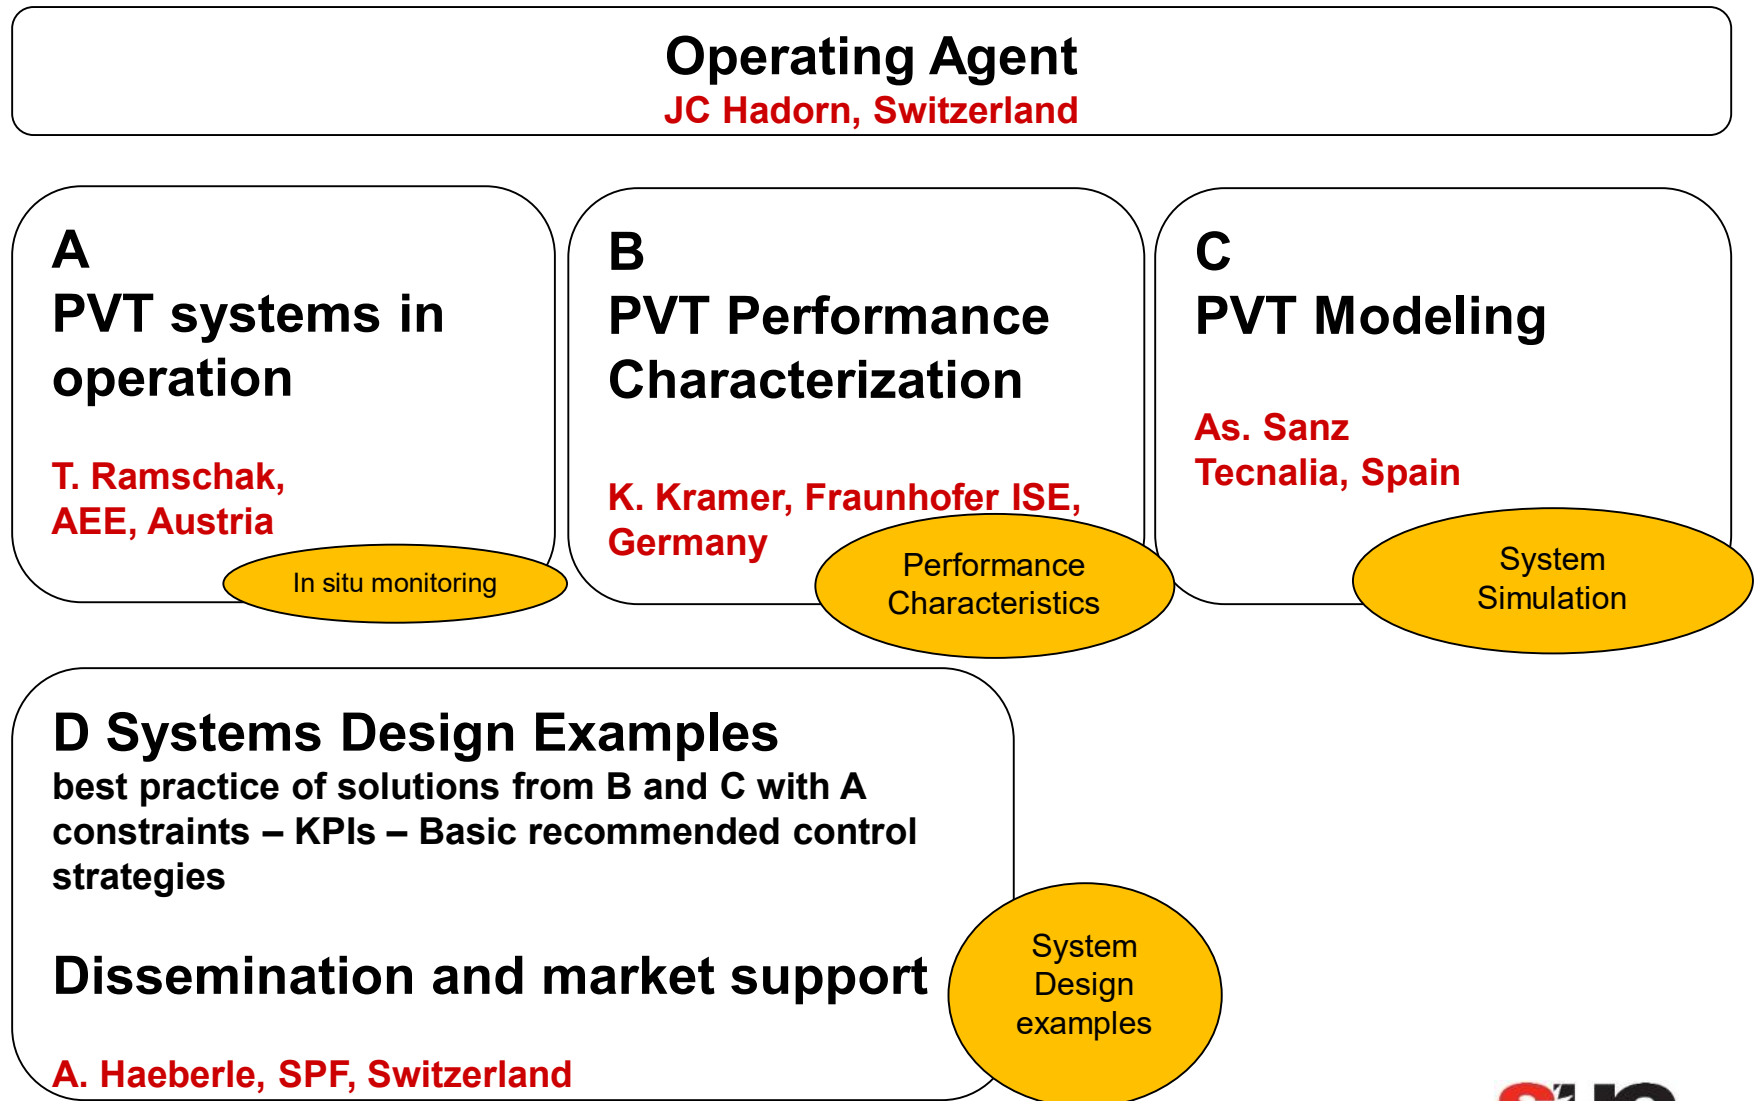 Operating Agent
JC Hadorn, Switzerland
A
PVT systems in
operation
T. Ramschak,
AEE, Austria
In situ monitoring
B
PVT Performance
Characterization
K. Kramer, Fraunhofer ISE,
Germany
Performance
Characteristics
C
PVT Modeling
As. Sanz
Tecnalia, Spain
System
Simulation
D Systems Design Examples
best practice of solutions from B and C with A
constraints – KPIs – Basic recommended control
strategies
Dissemination and market support
A. Haeberle, SPF, Switzerland
System
Design
examples